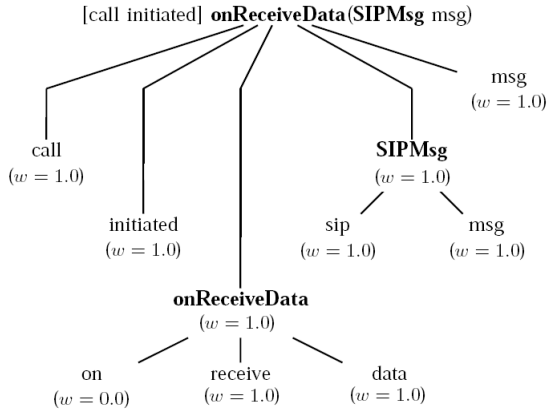 [call initiated] onReceiveData(SIPMsg msg)
msg
(w = 1.0)
call
(w = 1.0)
SIPMsg
(w = 1.0)
initiated
(w = 1.0)
sip
(w = 1.0)
msg
(w = 1.0)
onReceiveData
(w = 1.0)
on
(w = 0.0)
receive
(w = 1.0)
data
(w = 1.0)